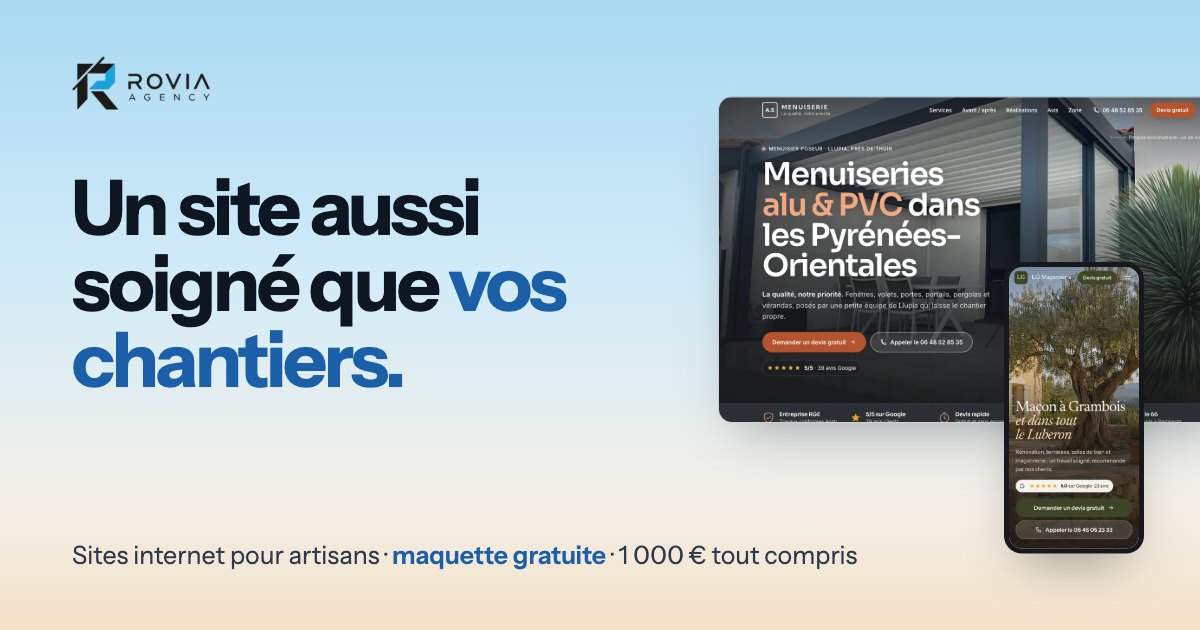 ROVIA
AGENCY
Un site aussi
soigné que vos
chantiers.
Sites internet pour artisans · maquette gratuite · 1 000 € tout compris
A.S MENUISERIE
La qualité, notre priorité
Services Avant / après Réalisations Avis Zone 06 48 52 85 35 Devis gratuit
MENUISIER POSEUR · LLUPIA, PRÈS DE THUIR
Menuiseries
alu & PVC dans
les Pyrénées-
Orientales
La qualité, notre priorité. Fenêtres, volets, portes, portails, pergolas et
vérandas, posés par une petite équipe de Llupia qui laisse le chantier
propre.
Demander un devis gratuit → Appeler le 06 48 52 85 35
★★★★★ 5/5 · 39 avis Google
Entreprise RGE 5/5 sur Google Devis rapide
LG LG Maçonnerie Devis gratuit
Maçon à Grambois
et dans tout
le Luberon
Rénovation, terrasses, salles de bain et
maçonnerie : un travail soigné, recommandé
par nos clients.
G ★★★★★ 5.0 sur Google · 23 avis
Demander un devis gratuit →
Appeler le 06 46 05 23 33